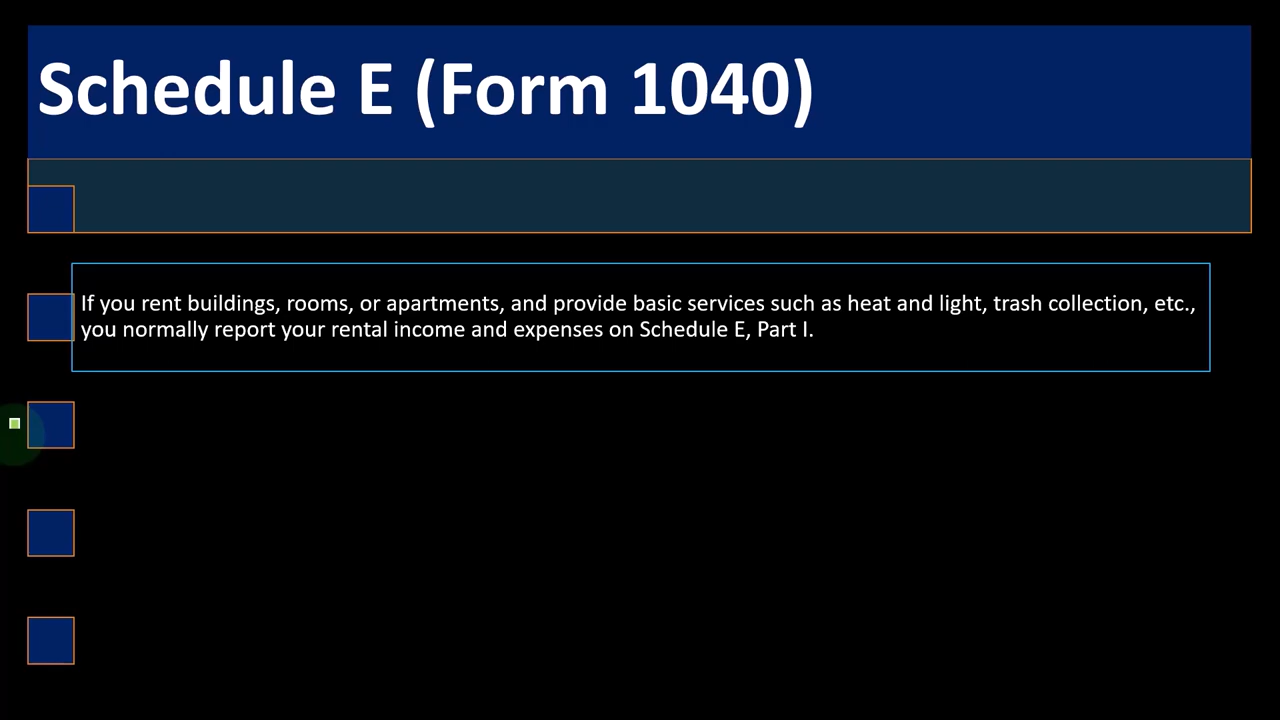 Schedule E (Form 1040)
If you rent buildings, rooms, or apartments, and provide basic services such as heat and light, trash collection, etc.,
you normally report your rental income and expenses on Schedule E, Part I.